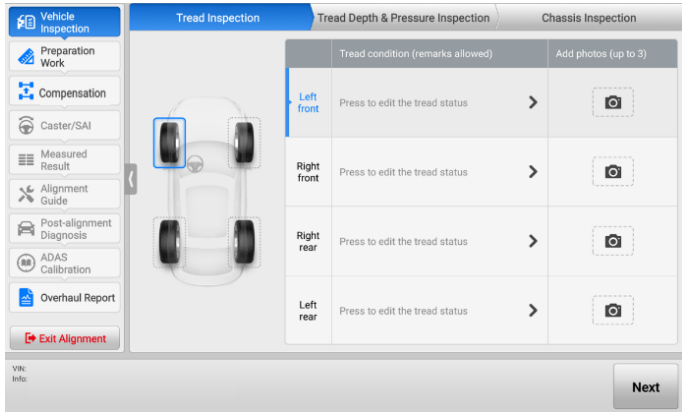 Vehicle
Inspection
Preparation
Work
Compensation
Caster/SAI
Measured
Result
Alignment
Guide
Post-alignment
Diagnosis
ADAS
Calibration
Overhaul Report
Exit Alignment
Tread Inspection
Tread Depth & Pressure Inspection
Chassis Inspection
Tread condition (remarks allowed)
Add photos (up to 3)
Left
front
Press to edit the tread status
Right
front
Press to edit the tread status
Right
rear
Press to edit the tread status
Left
rear
Press to edit the tread status
VIN:
Info:
Next